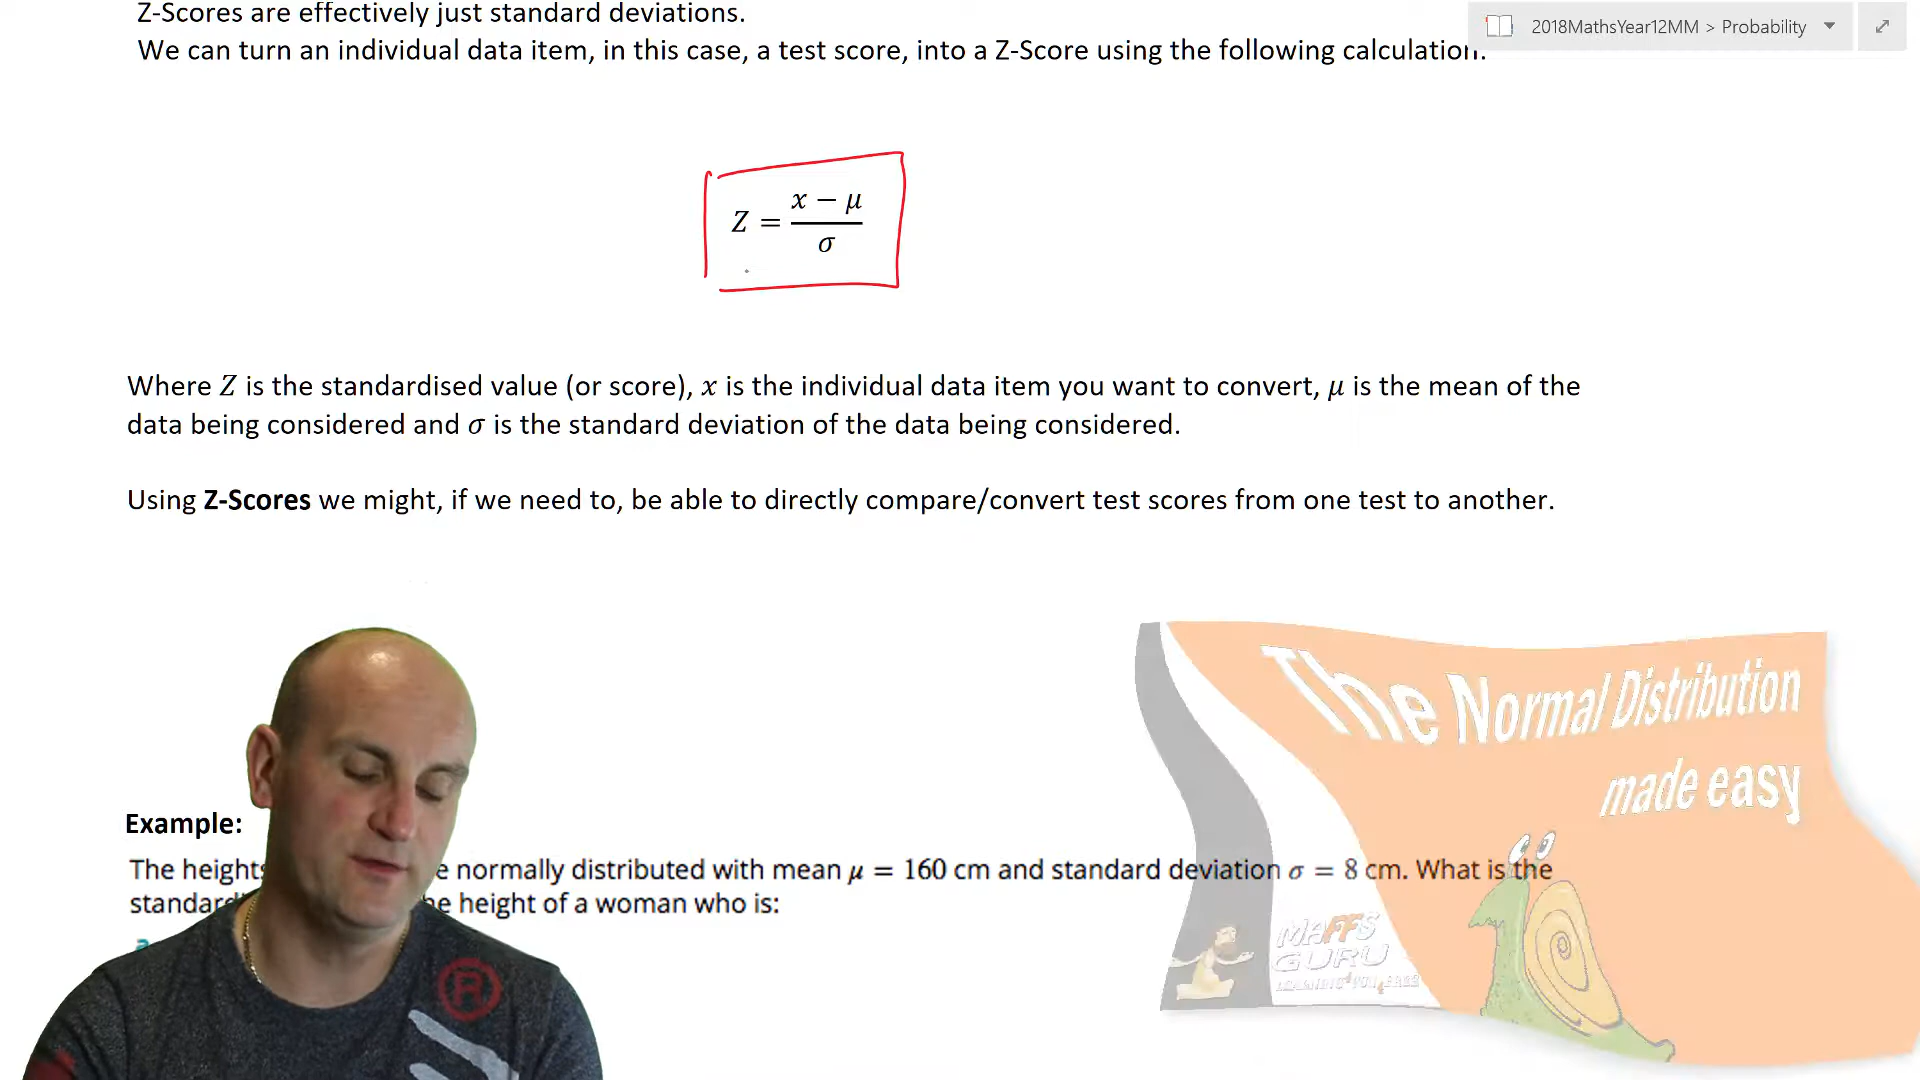 Z-Scores are effectively just standard deviations.
2018MathsYear12MM > Probability
We can turn an individual data item, in this case, a test score, into a Z-Score using the following calculation.
Z = x − μ / σ
Where Z is the standardised value (or score), x is the individual data item you want to convert, μ is the mean of the
data being considered and σ is the standard deviation of the data being considered.
Using Z-Scores we might, if we need to, be able to directly compare/convert test scores from one test to another.
The Normal Distribution
made easy
Example:
The heights normally distributed with mean μ = 160 cm and standard deviation σ = 8 cm. What is the
height of a woman who is:
MAFFS
GURU
R